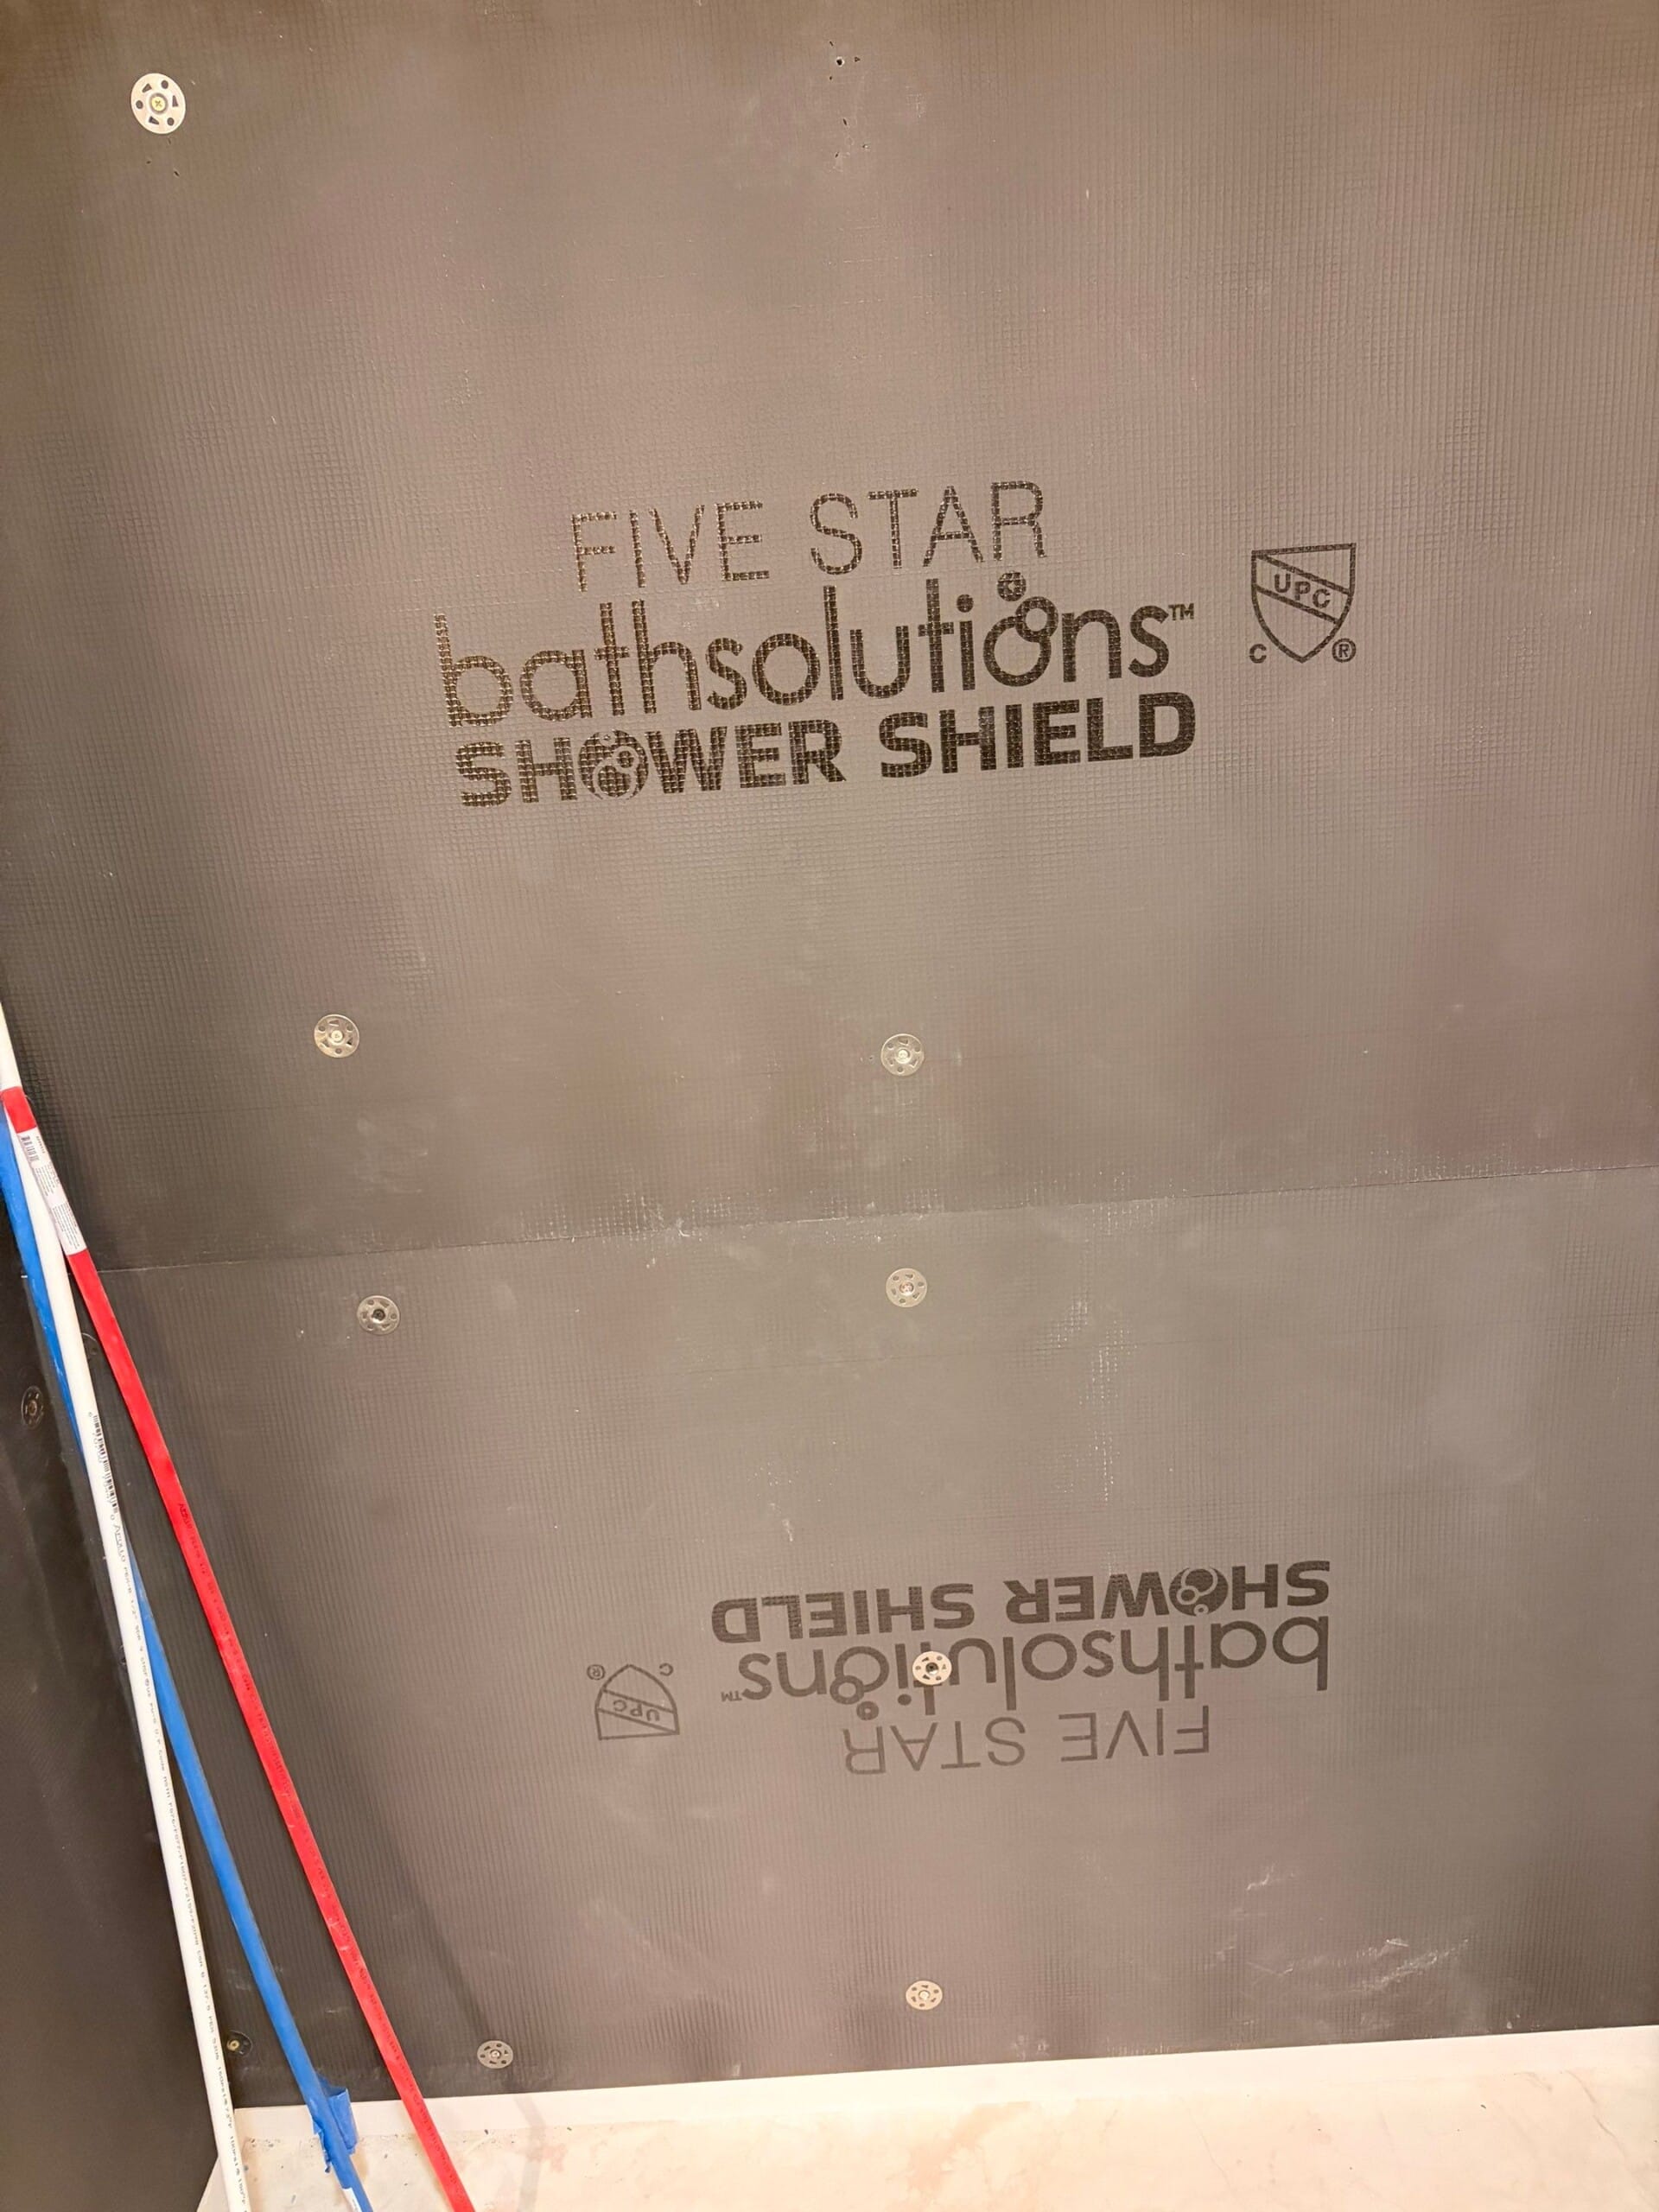 FIVE STAR
bathsolutions™
SHOWER SHIELD
UPC
C ®
SHOWER SHIELD
bathsolutions™
FIVE STAR
UPC
C ®